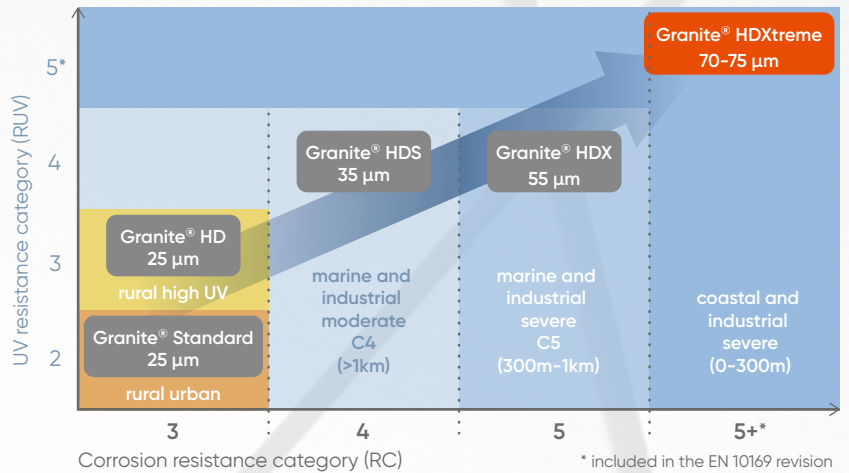 UV resistance category (RUV)
5*
4
3
2
Granite® HDXtreme
70-75 µm
Granite® HDS
35 µm
Granite® HDX
55 µm
Granite® HD
25 µm
rural high UV
Granite® Standard
25 µm
rural urban
marine and
industrial
moderate
C4
(>1km)
marine and
industrial
severe
C5
(300m-1km)
coastal and
industrial
severe
(0-300m)
3
4
5
5+*
Corrosion resistance category (RC)
* included in the EN 10169 revision